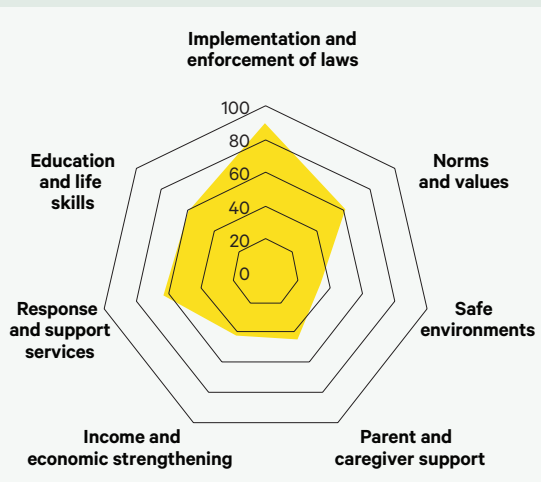 Implementation and
enforcement of laws
100
80
60
40
20
0
Education
and life
skills
Norms
and values
Response
and support
services
Safe
environments
Income and
economic strengthening
Parent and
caregiver support